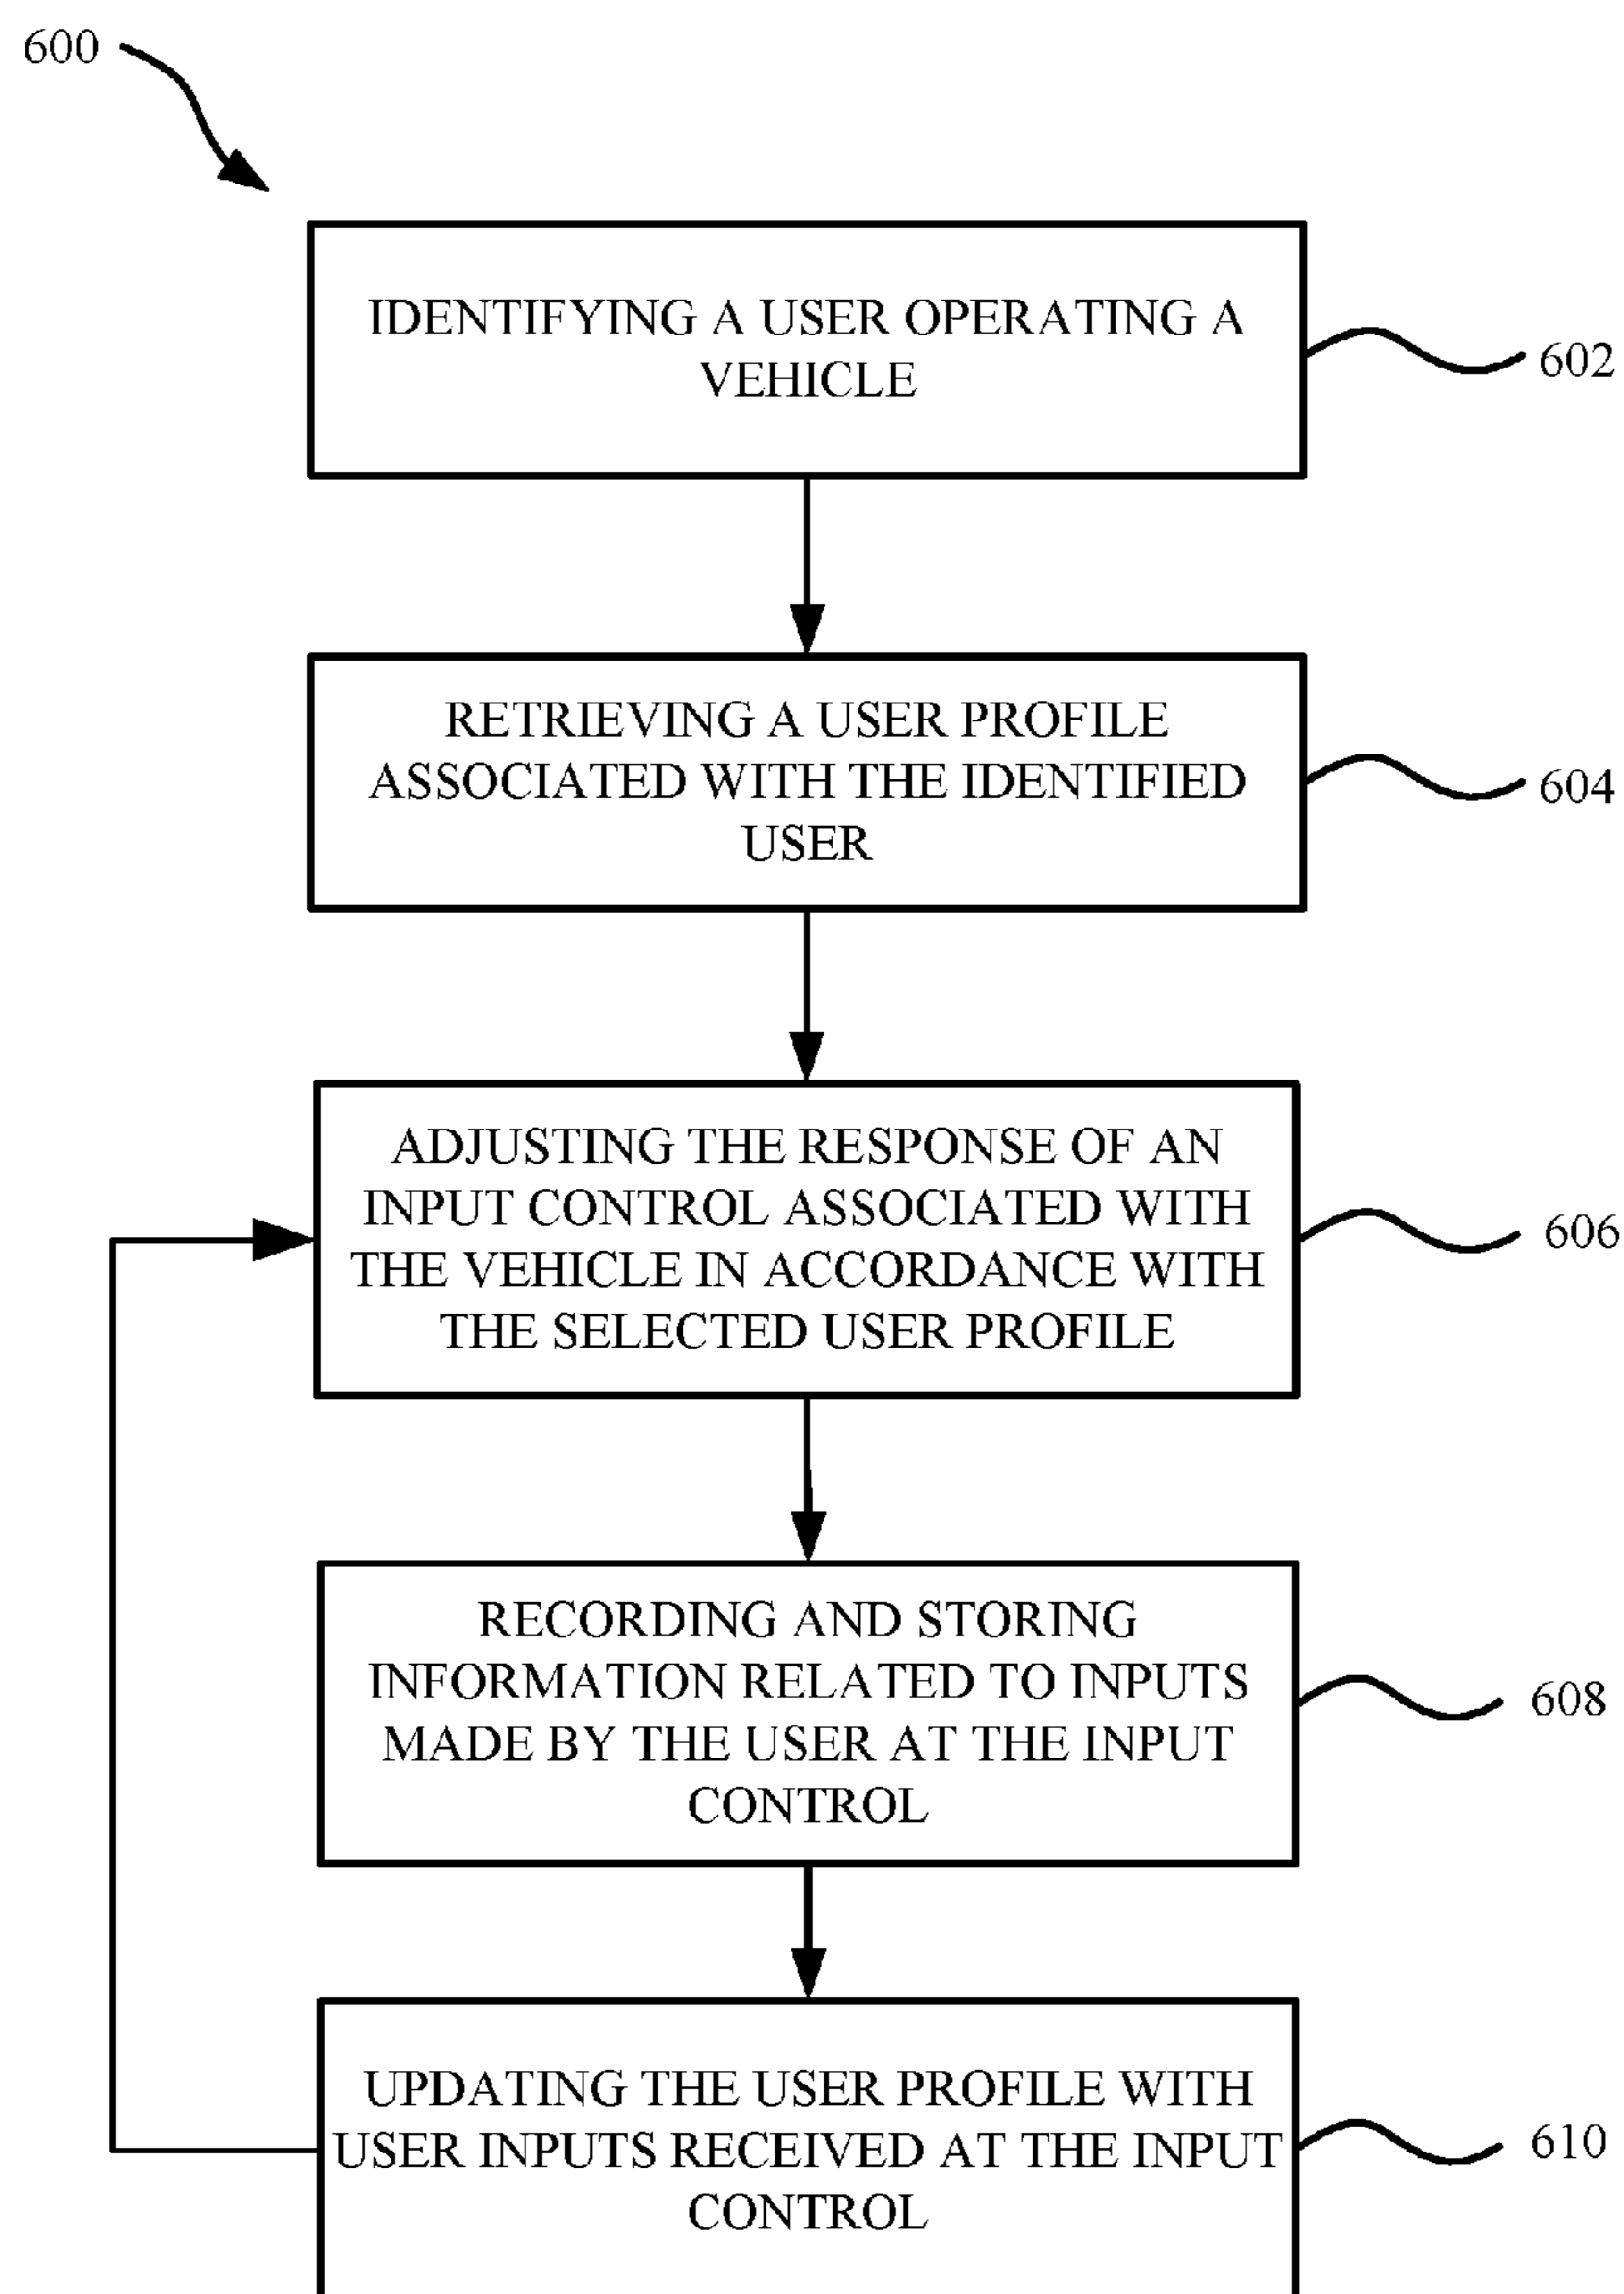 600
IDENTIFYING A USER OPERATING A
VEHICLE
602
RETRIEVING A USER PROFILE
ASSOCIATED WITH THE IDENTIFIED
USER
604
ADJUSTING THE RESPONSE OF AN
INPUT CONTROL ASSOCIATED WITH
THE VEHICLE IN ACCORDANCE WITH
THE SELECTED USER PROFILE
606
RECORDING AND STORING
INFORMATION RELATED TO INPUTS
MADE BY THE USER AT THE INPUT
CONTROL
608
UPDATING THE USER PROFILE WITH
USER INPUTS RECEIVED AT THE INPUT
CONTROL
610